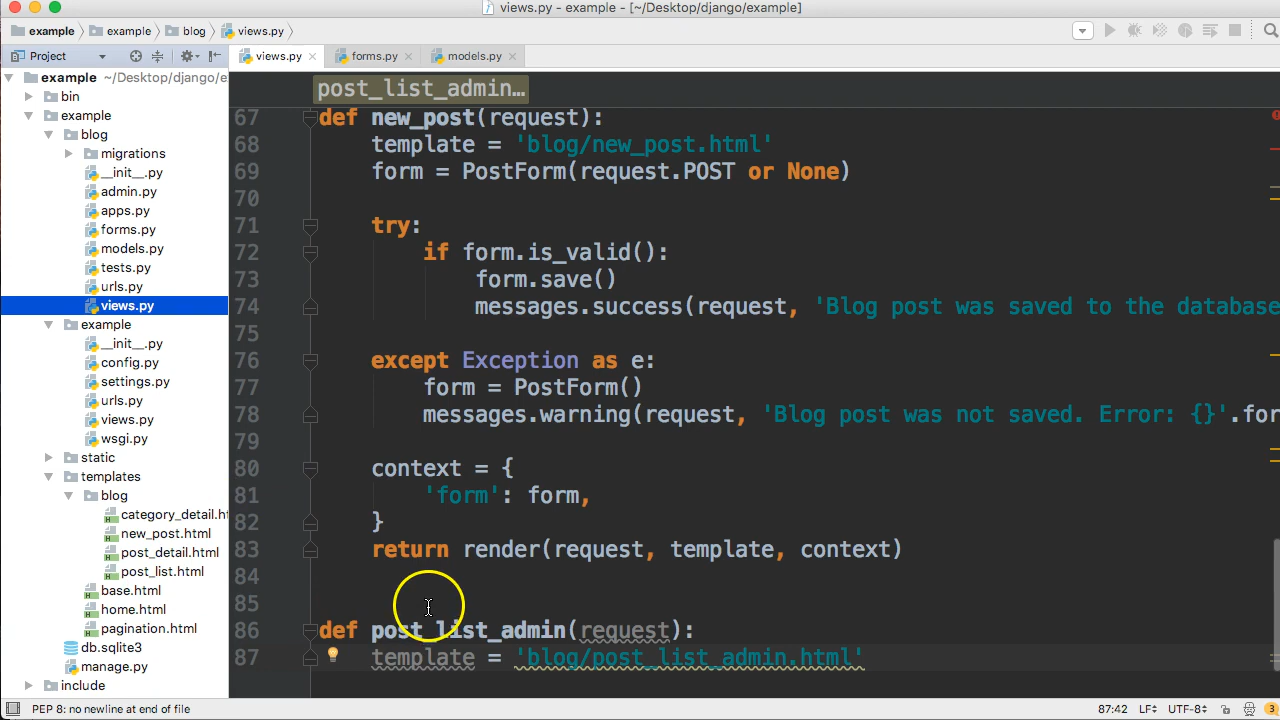 views.py - example - [~/Desktop/django/example]
example example blog views.py
Project
views.py forms.py models.py
example ~/Desktop/django/e
bin
example
blog
migrations
__init__.py
admin.py
apps.py
forms.py
models.py
tests.py
urls.py
views.py
example
__init__.py
config.py
settings.py
urls.py
views.py
wsgi.py
static
templates
blog
category_detail.ht
new_post.html
post_detail.html
post_list.html
base.html
home.html
pagination.html
db.sqlite3
manage.py
include
post_list_admin…
67 def new_post(request):
68 template = 'blog/new_post.html'
69 form = PostForm(request.POST or None)
70
71 try:
72 if form.is_valid():
73 form.save()
74 messages.success(request, 'Blog post was saved to the database
75
76 except Exception as e:
77 form = PostForm()
78 messages.warning(request, 'Blog post was not saved. Error: {}'.for
79
80 context = {
81 'form': form,
82 }
83 return render(request, template, context)
84
85
86 def post_list_admin(request):
87 template = 'blog/post_list_admin.html'
PEP 8: no newline at end of file 87:42 LF÷ UTF-8÷ 3